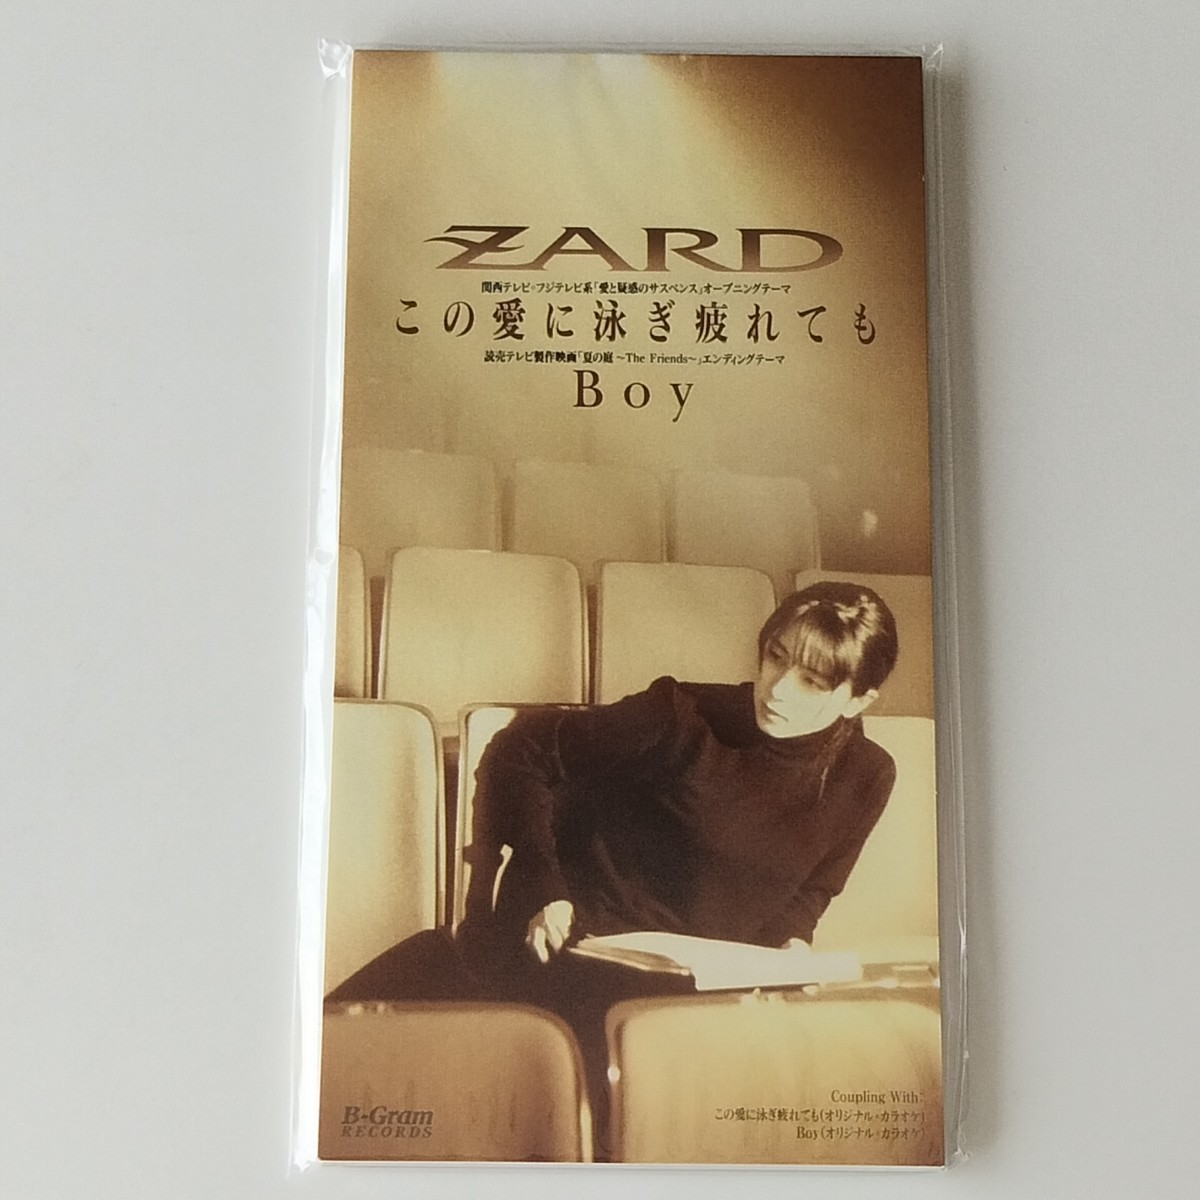 ZARD
関西テレビ・フジテレビ系「愛と疑惑のサスペンス」オープニングテーマ
この愛に泳ぎ疲れても
読売テレビ製作映画「夏の庭 〜The Friends〜」エンディングテーマ
Boy
Coupling With:
この愛に泳ぎ疲れても(オリジナル・カラオケ)
Boy(オリジナル・カラオケ)
B-Gram
RECORDS